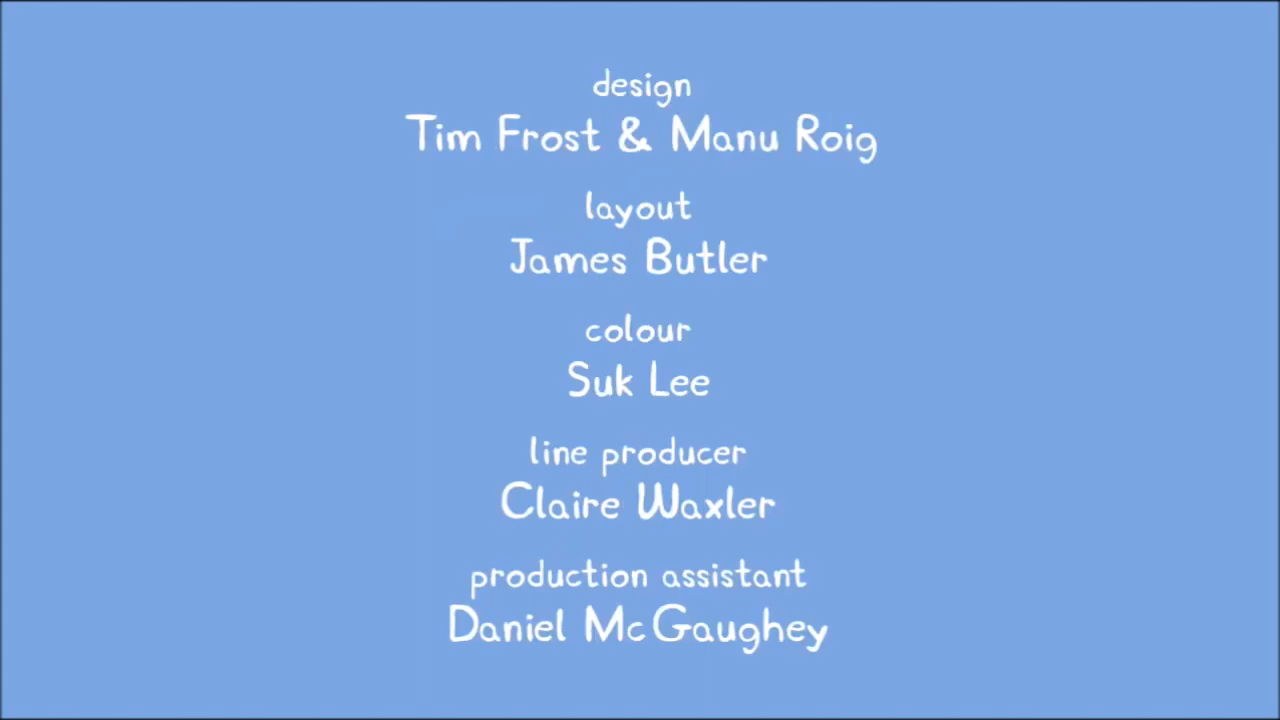 design
Tim Frost & Manu Roig
layout
James Butler
colour
Suk Lee
line producer
Claire Waxler
production assistant
Daniel McGaughey